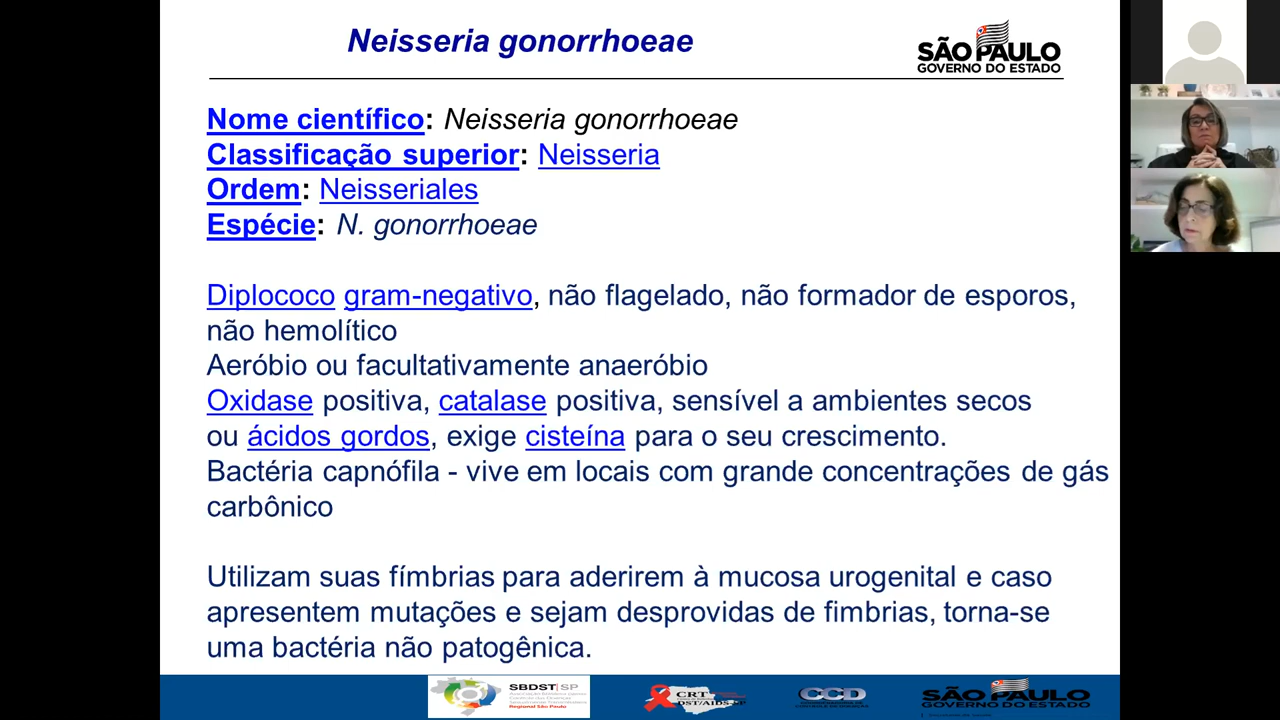 Neisseria gonorrhoeae
SÃO PAULO
GOVERNO DO ESTADO
Nome científico: Neisseria gonorrhoeae
Classificação superior: Neisseria
Ordem: Neisseriales
Espécie: N. gonorrhoeae
Diplococo gram-negativo, não flagelado, não formador de esporos,
não hemolítico
Aeróbio ou facultativamente anaeróbio
Oxidase positiva, catalase positiva, sensível a ambientes secos
ou ácidos gordos, exige cisteína para o seu crescimento.
Bactéria capnófila - vive em locais com grande concentrações de gás
carbônico
Utilizam suas fímbrias para aderirem à mucosa urogenital e caso
apresentem mutações e sejam desprovidas de fimbrias, torna-se
uma bactéria não patogênica.
SBDST|SP
Regional São Paulo
CRT
DST/AIDS-SP
CCD
SÃO PAULO
GOVERNO DO ESTADO